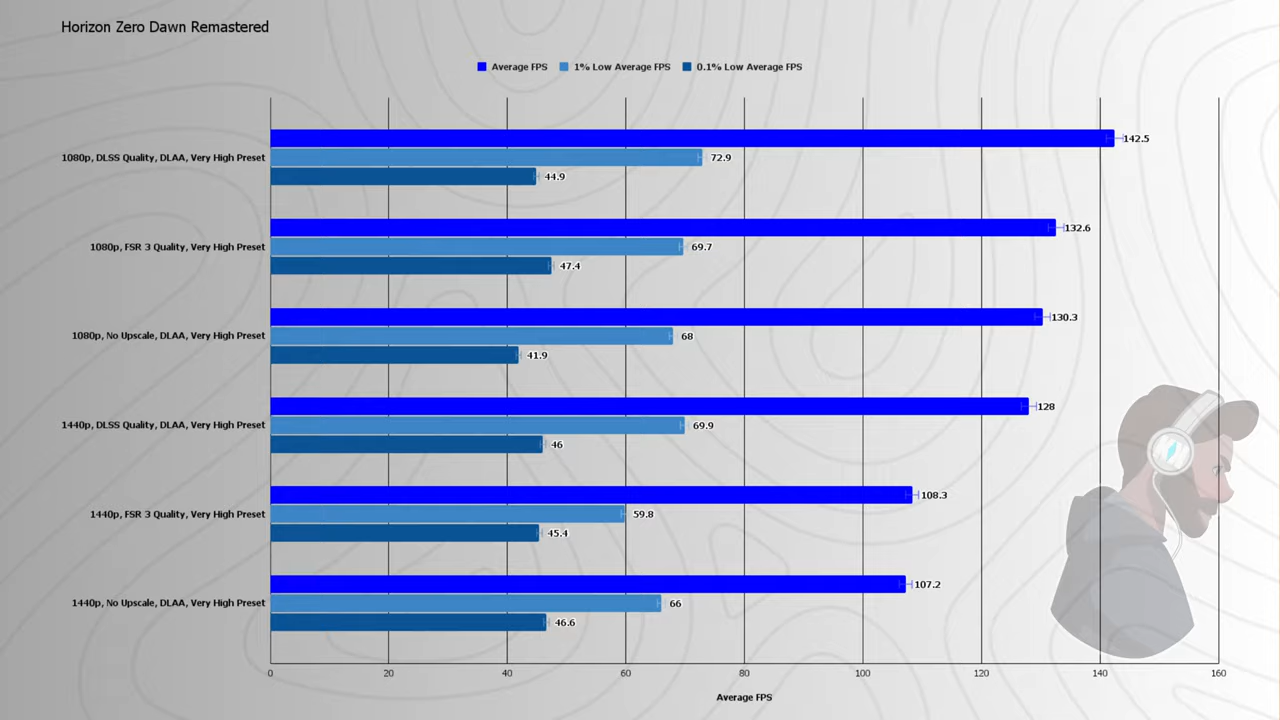 Horizon Zero Dawn Remastered
Average FPS 1% Low Average FPS 0.1% Low Average FPS
142.5
1080p, DLSS Quality, DLAA, Very High Preset 72.9
44.9
132.6
1080p, FSR 3 Quality, Very High Preset 69.7
47.4
130.3
1080p, No Upscale, DLAA, Very High Preset 68
41.9
128
1440p, DLSS Quality, DLAA, Very High Preset 69.9
46
108.3
1440p, FSR 3 Quality, Very High Preset 59.8
45.4
107.2
1440p, No Upscale, DLAA, Very High Preset 66
46.6
0 20 40 60 80 100 120 140 160
Average FPS